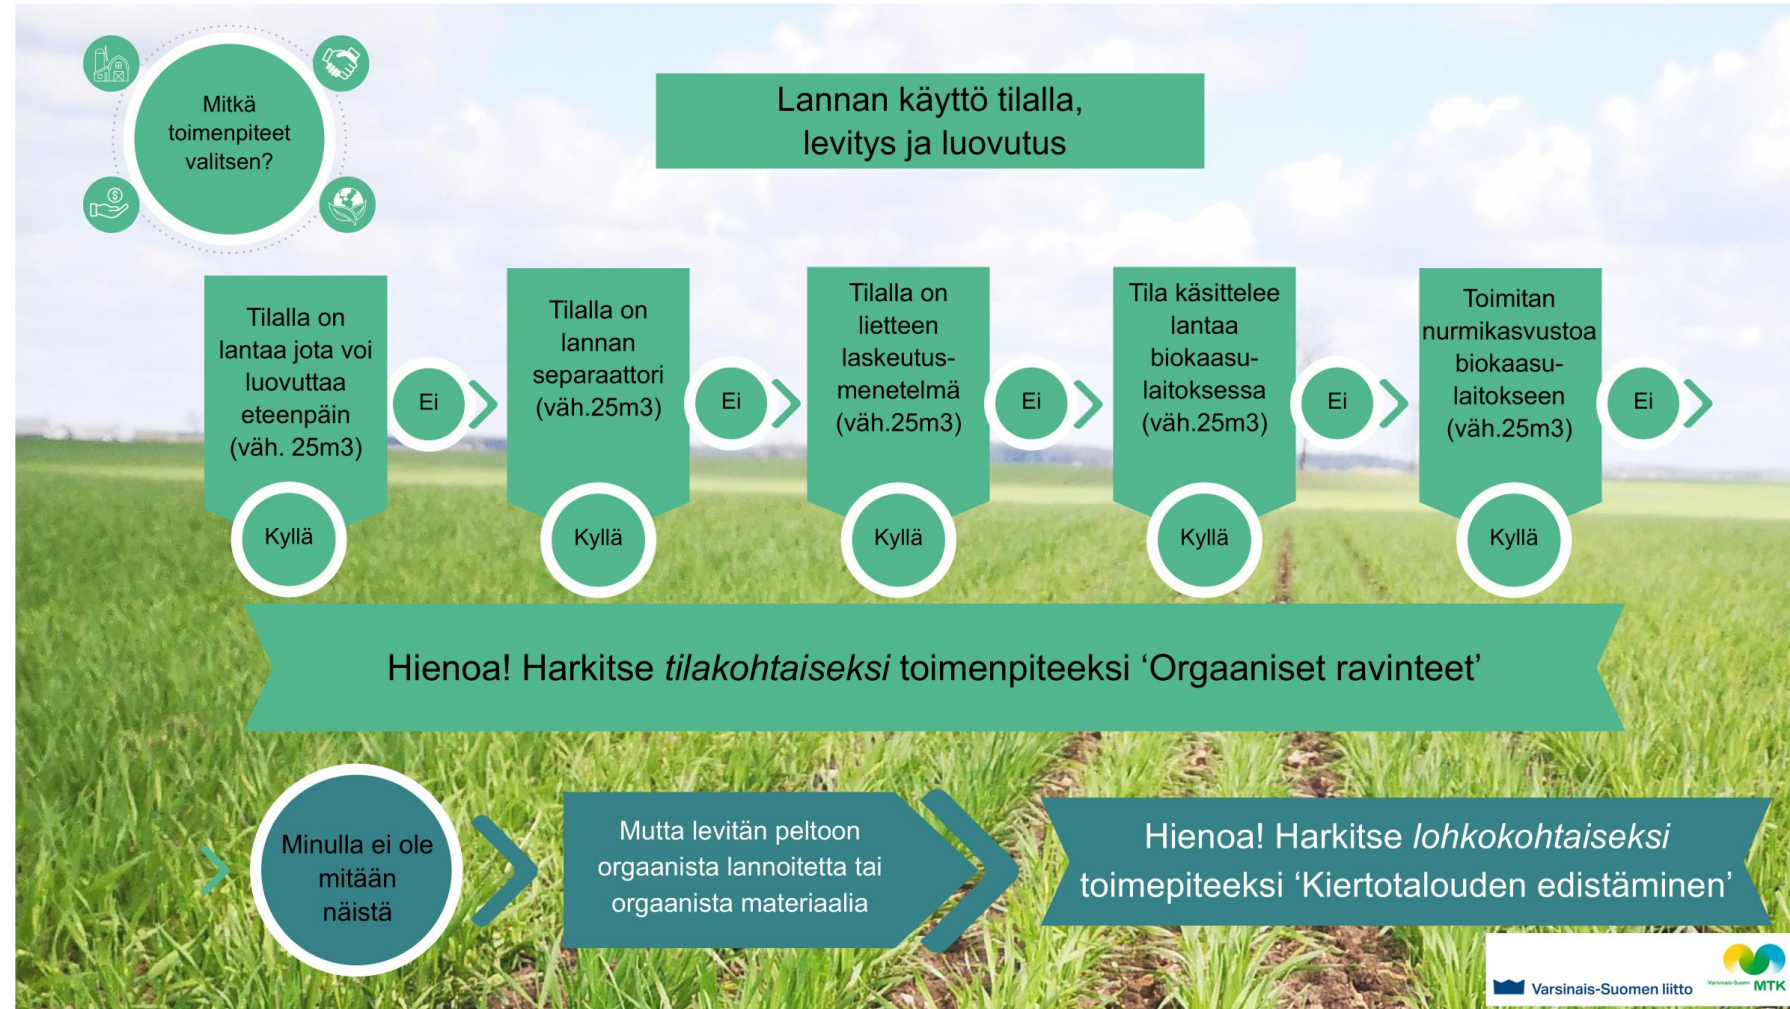 Mitkä
toimenpiteet
valitsen?
Lannan käyttö tilalla,
levitys ja luovutus
Tilalla on
lantaa jota voi
luovuttaa
eteenpäin
(väh. 25m3)
Ei
Tilalla on
lannan
separaattori
(väh.25m3)
Ei
Tilalla on
lietteen
laskeutus-
menetelmä
(väh.25m3)
Ei
Tila käsittelee
lantaa
biokaasu-
laitoksessa
(väh.25m3)
Ei
Toimitan
nurmikasvustoa
biokaasu-
laitokseen
(väh.25m3)
Ei
Kyllä
Kyllä
Kyllä
Kyllä
Kyllä
Hienoa! Harkitse tilakohtaiseksi toimenpiteeksi ‘Orgaaniset ravinteet’
Minulla ei ole
mitään
näistä
Mutta levitän peltoon
orgaanista lannoitetta tai
orgaanista materiaalia
Hienoa! Harkitse lohkokohtaiseksi
toimepiteeksi ‘Kiertotalouden edistäminen’
Varsinais-Suomen liitto
Varsinais-Suomi MTK